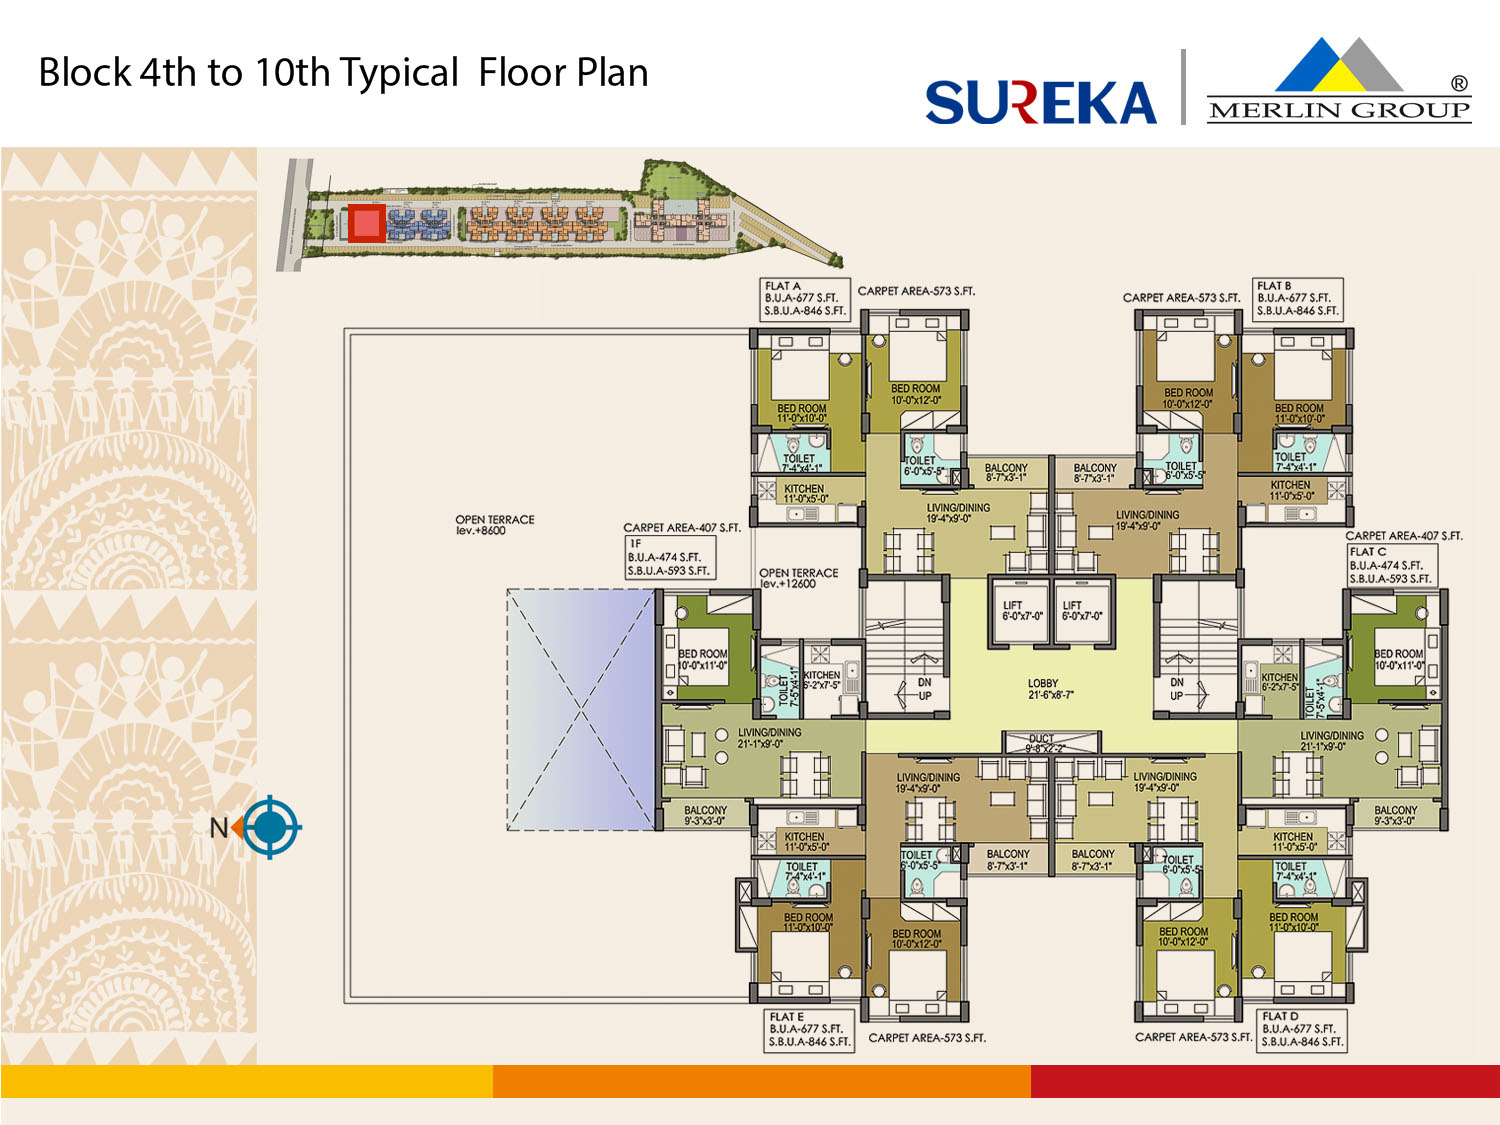 Block 4th to 10th Typical Floor Plan
SUREKA
MERLIN GROUP
®
FLAT A
B.U.A-677 S.FT.
S.B.U.A-846 S.FT.
CARPET AREA-573 S.FT.
CARPET AREA-573 S.FT.
FLAT B
B.U.A-677 S.FT.
S.B.U.A-846 S.FT.
BED ROOM
11'-0"x10'-0"
BED ROOM
10'-0"x12'-0"
BED ROOM
10'-0"x12'-0"
BED ROOM
11'-0"x10'-0"
TOILET
7'-4"x4'-1"
TOILET
6'-0"x5'-5"
BALCONY
8'-7"x3'-1"
BALCONY
8'-7"x3'-1"
TOILET
6'-0"x5'-5"
TOILET
7'-4"x4'-1"
KITCHEN
11'-0"x5'-0"
LIVING/DINING
19'-4"x9'-0"
LIVING/DINING
19'-4"x9'-0"
KITCHEN
11'-0"x5'-0"
OPEN TERRACE
lev.+8600
CARPET AREA-407 S.FT.
1F
B.U.A-474 S.FT.
S.B.U.A-593 S.FT.
OPEN TERRACE
lev.+12600
CARPET AREA-407 S.FT.
FLAT C
B.U.A-474 S.FT.
S.B.U.A-593 S.FT.
LIFT
6'-0"x7'-0"
LIFT
6'-0"x7'-0"
BED ROOM
10'-0"x11'-0"
TOILET
7'-5"x4'-1"
KITCHEN
6'-2"x7'-5"
DN
UP
LOBBY
21'-6"x8'-7"
DN
UP
KITCHEN
6'-2"x7'-5"
TOILET
7'-5"x4'-1"
BED ROOM
10'-0"x11'-0"
LIVING/DINING
21'-1"x9'-0"
DUCT
9'-8"x2'-2"
LIVING/DINING
21'-1"x9'-0"
BALCONY
9'-3"x3'-0"
LIVING/DINING
19'-4"x9'-0"
LIVING/DINING
19'-4"x9'-0"
BALCONY
9'-3"x3'-0"
N
KITCHEN
11'-0"x5'-0"
KITCHEN
11'-0"x5'-0"
TOILET
7'-4"x4'-1"
TOILET
6'-0"x5'-5"
BALCONY
8'-7"x3'-1"
BALCONY
8'-7"x3'-1"
TOILET
6'-0"x5'-5"
TOILET
7'-4"x4'-1"
BED ROOM
11'-0"x10'-0"
BED ROOM
10'-0"x12'-0"
BED ROOM
10'-0"x12'-0"
BED ROOM
11'-0"x10'-0"
FLAT E
B.U.A-677 S.FT.
S.B.U.A-846 S.FT.
CARPET AREA-573 S.FT.
CARPET AREA-573 S.FT.
FLAT D
B.U.A-677 S.FT.
S.B.U.A-846 S.FT.